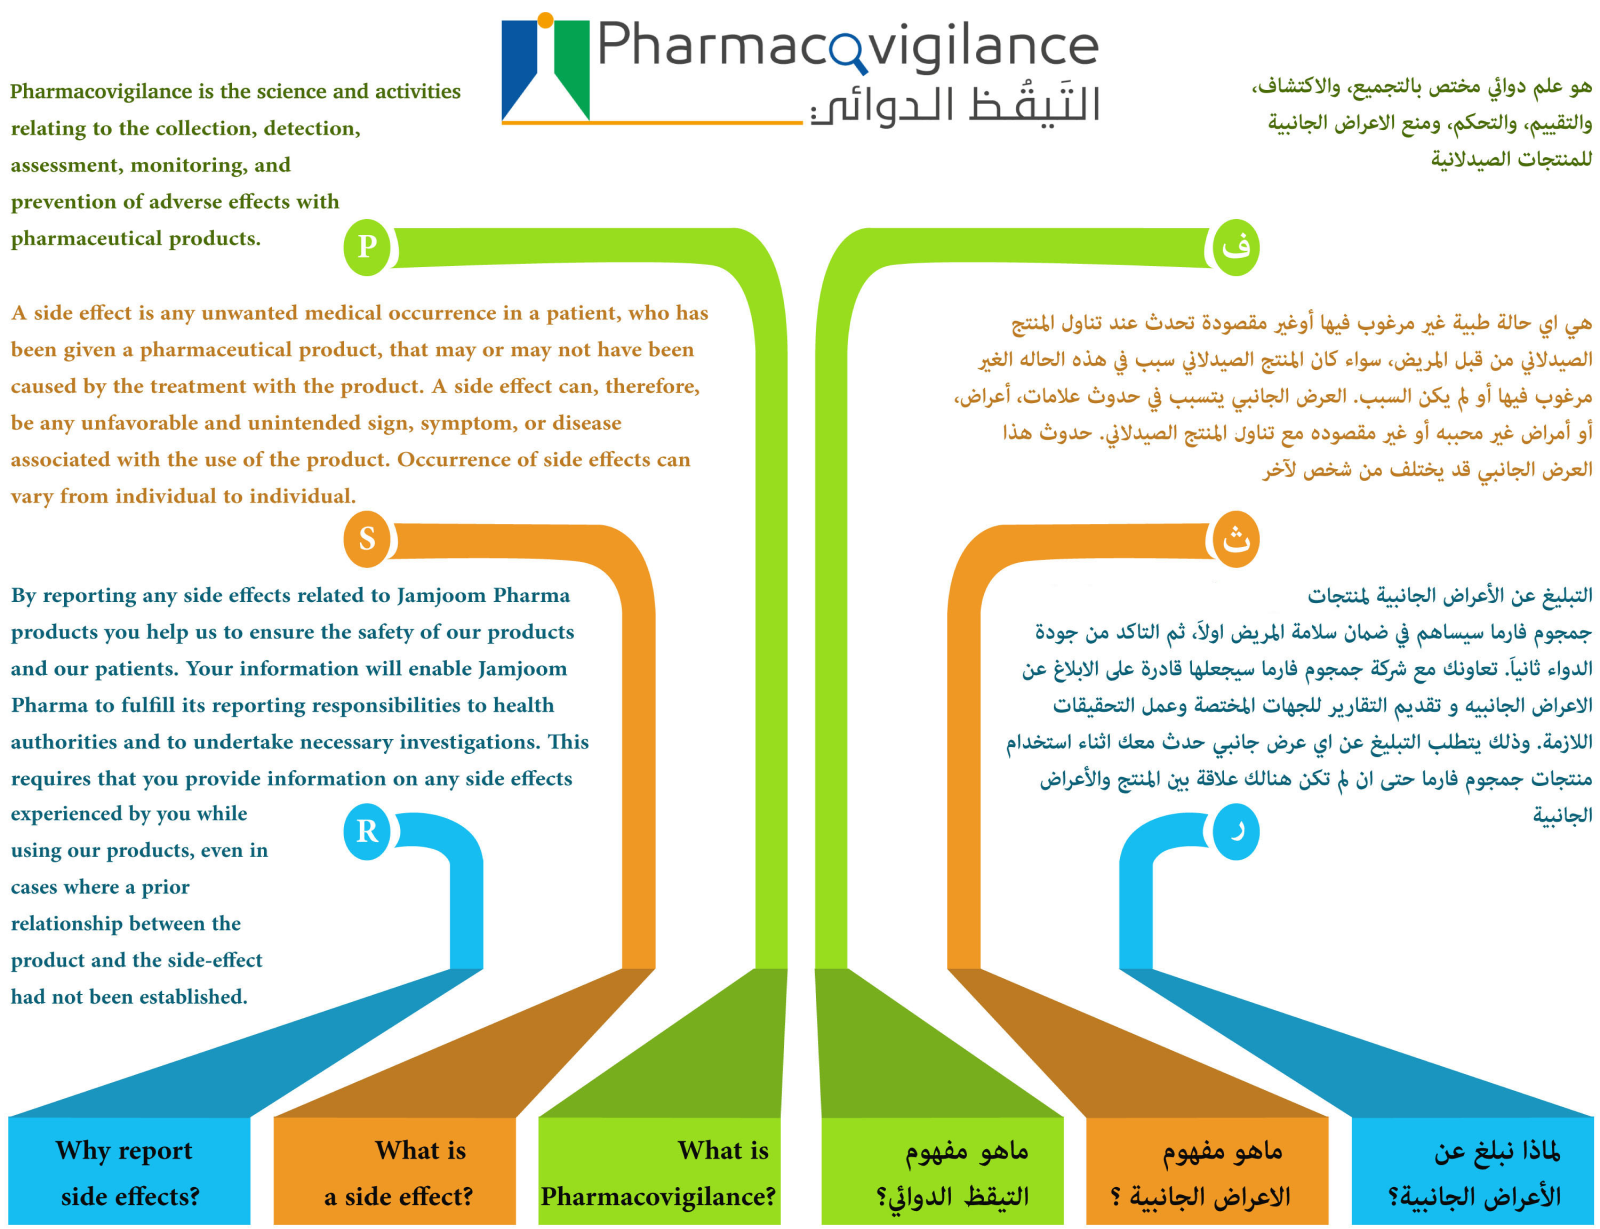 Pharmacovigilance
التَيقُظ الدوائي:
Pharmacovigilance is the science and activities
relating to the collection, detection,
assessment, monitoring, and
prevention of adverse effects with
pharmaceutical products.
P
A side effect is any unwanted medical occurrence in a patient, who has
been given a pharmaceutical product, that may or may not have been
caused by the treatment with the product. A side effect can, therefore,
be any unfavorable and unintended sign, symptom, or disease
associated with the use of the product. Occurrence of side effects can
vary from individual to individual.
S
By reporting any side effects related to Jamjoom Pharma
products you help us to ensure the safety of our products
and our patients. Your information will enable Jamjoom
Pharma to fulfill its reporting responsibilities to health
authorities and to undertake necessary investigations. This
requires that you provide information on any side effects
experienced by you while
using our products, even in
cases where a prior
relationship between the
product and the side-effect
had not been established.
R
هو علم دوائي مختص بالتجميع، والاكتشاف،
والتقييم، والتحكم، ومنع الاعراض الجانبية
للمنتجات الصيدلانية
ف
هي اي حالة طبية غير مرغوب فيها أوغير مقصودة تحدث عند تناول المنتج
الصيدلاني من قبل المريض، سواء كان المنتج الصيدلاني سبب في هذه الحاله الغير
مرغوب فيها أو لم يكن السبب. العرض الجانبي يتسبب في حدوث علامات، أعراض،
أو أمراض غير محببه أو غير مقصوده مع تناول المنتج الصيدلاني. حدوث هذا
العرض الجانبي قد يختلف من شخص لآخر
ث
التبليغ عن الأعراض الجانبية لمنتجات
جمجوم فارما سيساهم في ضمان سلامة المريض اولاَ، ثم التاكد من جودة
الدواء ثانياَ. تعاونك مع شركة جمجوم فارما سيجعلها قادرة على الابلاغ عن
الاعراض الجانبيه و تقديم التقارير للجهات المختصة وعمل التحقيقات
اللازمة. وذلك يتطلب التبليغ عن اي عرض جانبي حدث معك اثناء استخدام
منتجات جمجوم فارما حتى ان لم تكن هنالك علاقة بين المنتج والأعراض
الجانبية
ر
Why report
side effects?
What is
a side effect?
What is
Pharmacovigilance?
ماهو مفهوم
التيقظ الدوائي؟
ماهو مفهوم
الاعراض الجانبية ؟
لماذا نبلغ عن
الأعراض الجانبية؟